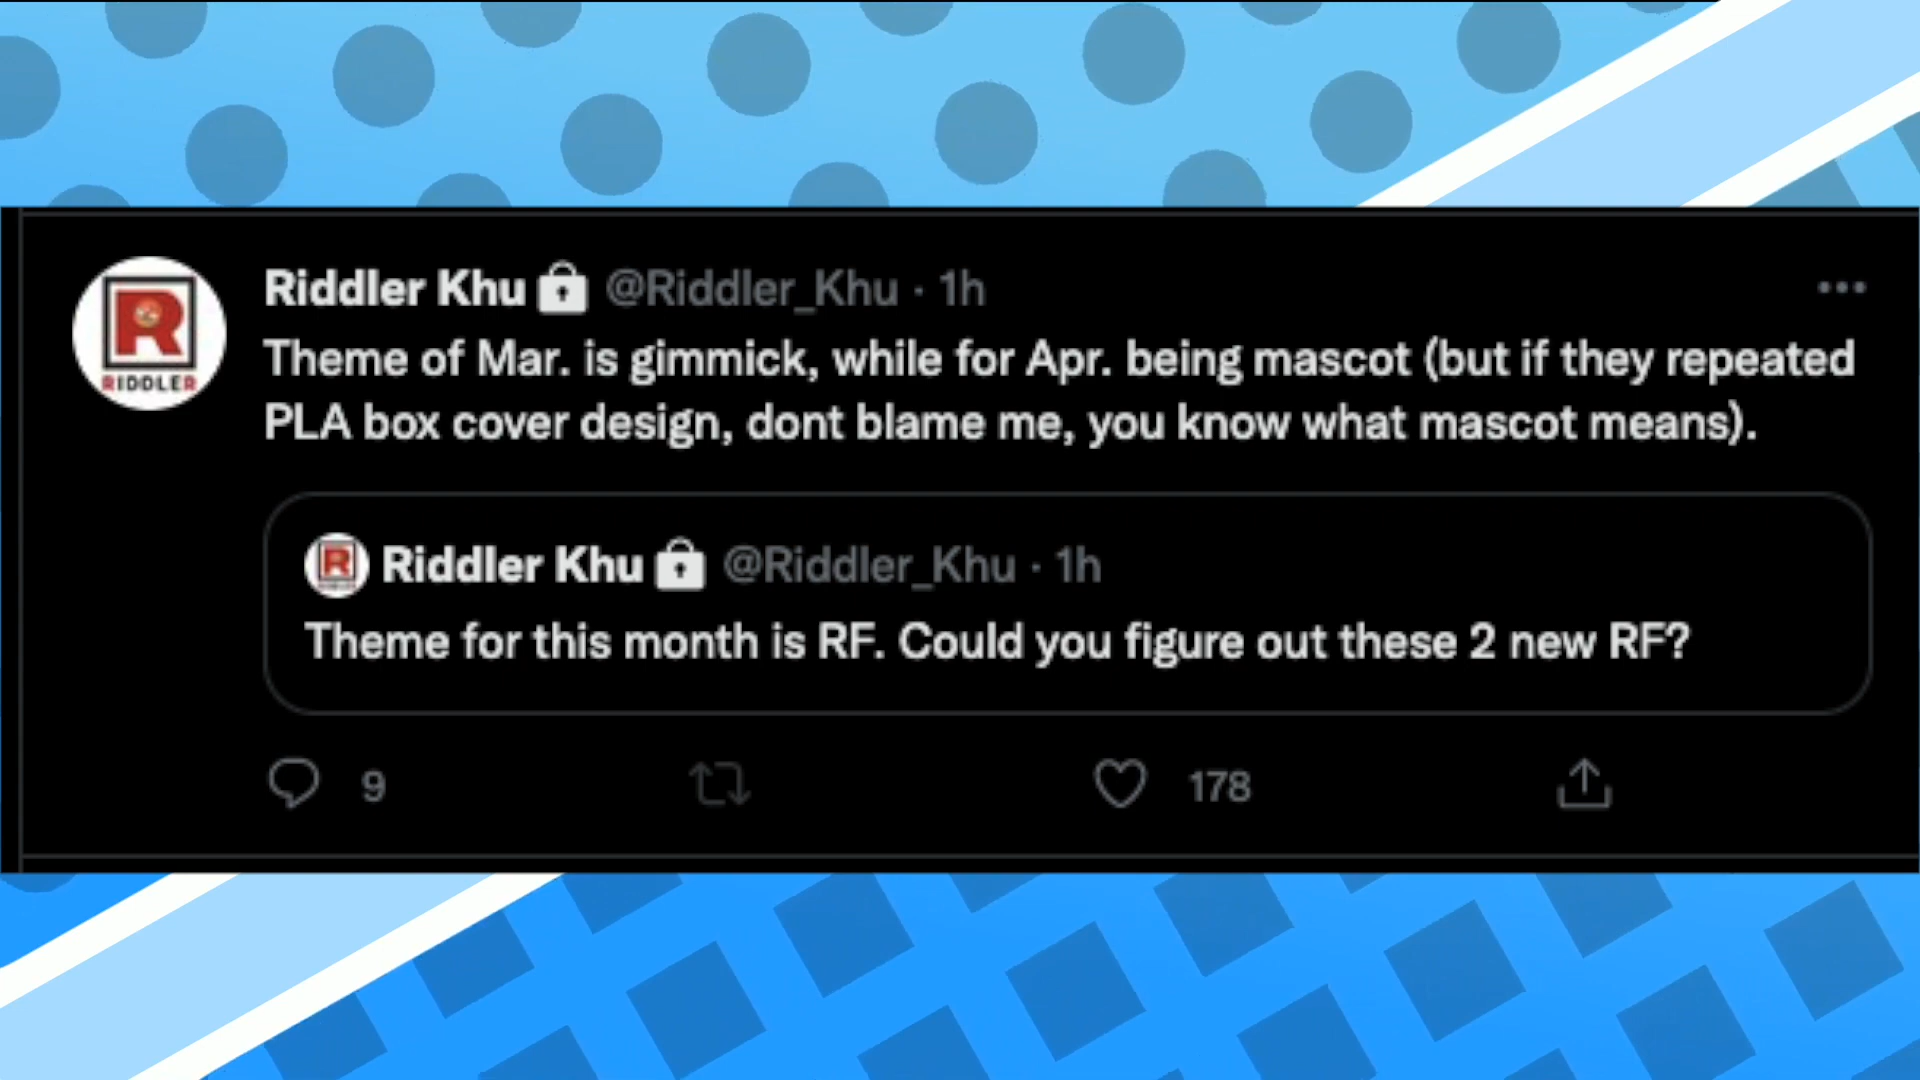 Riddler Khu @Riddler_Khu · 1h
Theme of Mar. is gimmick, while for Apr. being mascot (but if they repeated
PLA box cover design, dont blame me, you know what mascot means).
Riddler Khu @Riddler_Khu · 1h
Theme for this month is RF. Could you figure out these 2 new RF?
9
178
R
RIDDLER
R